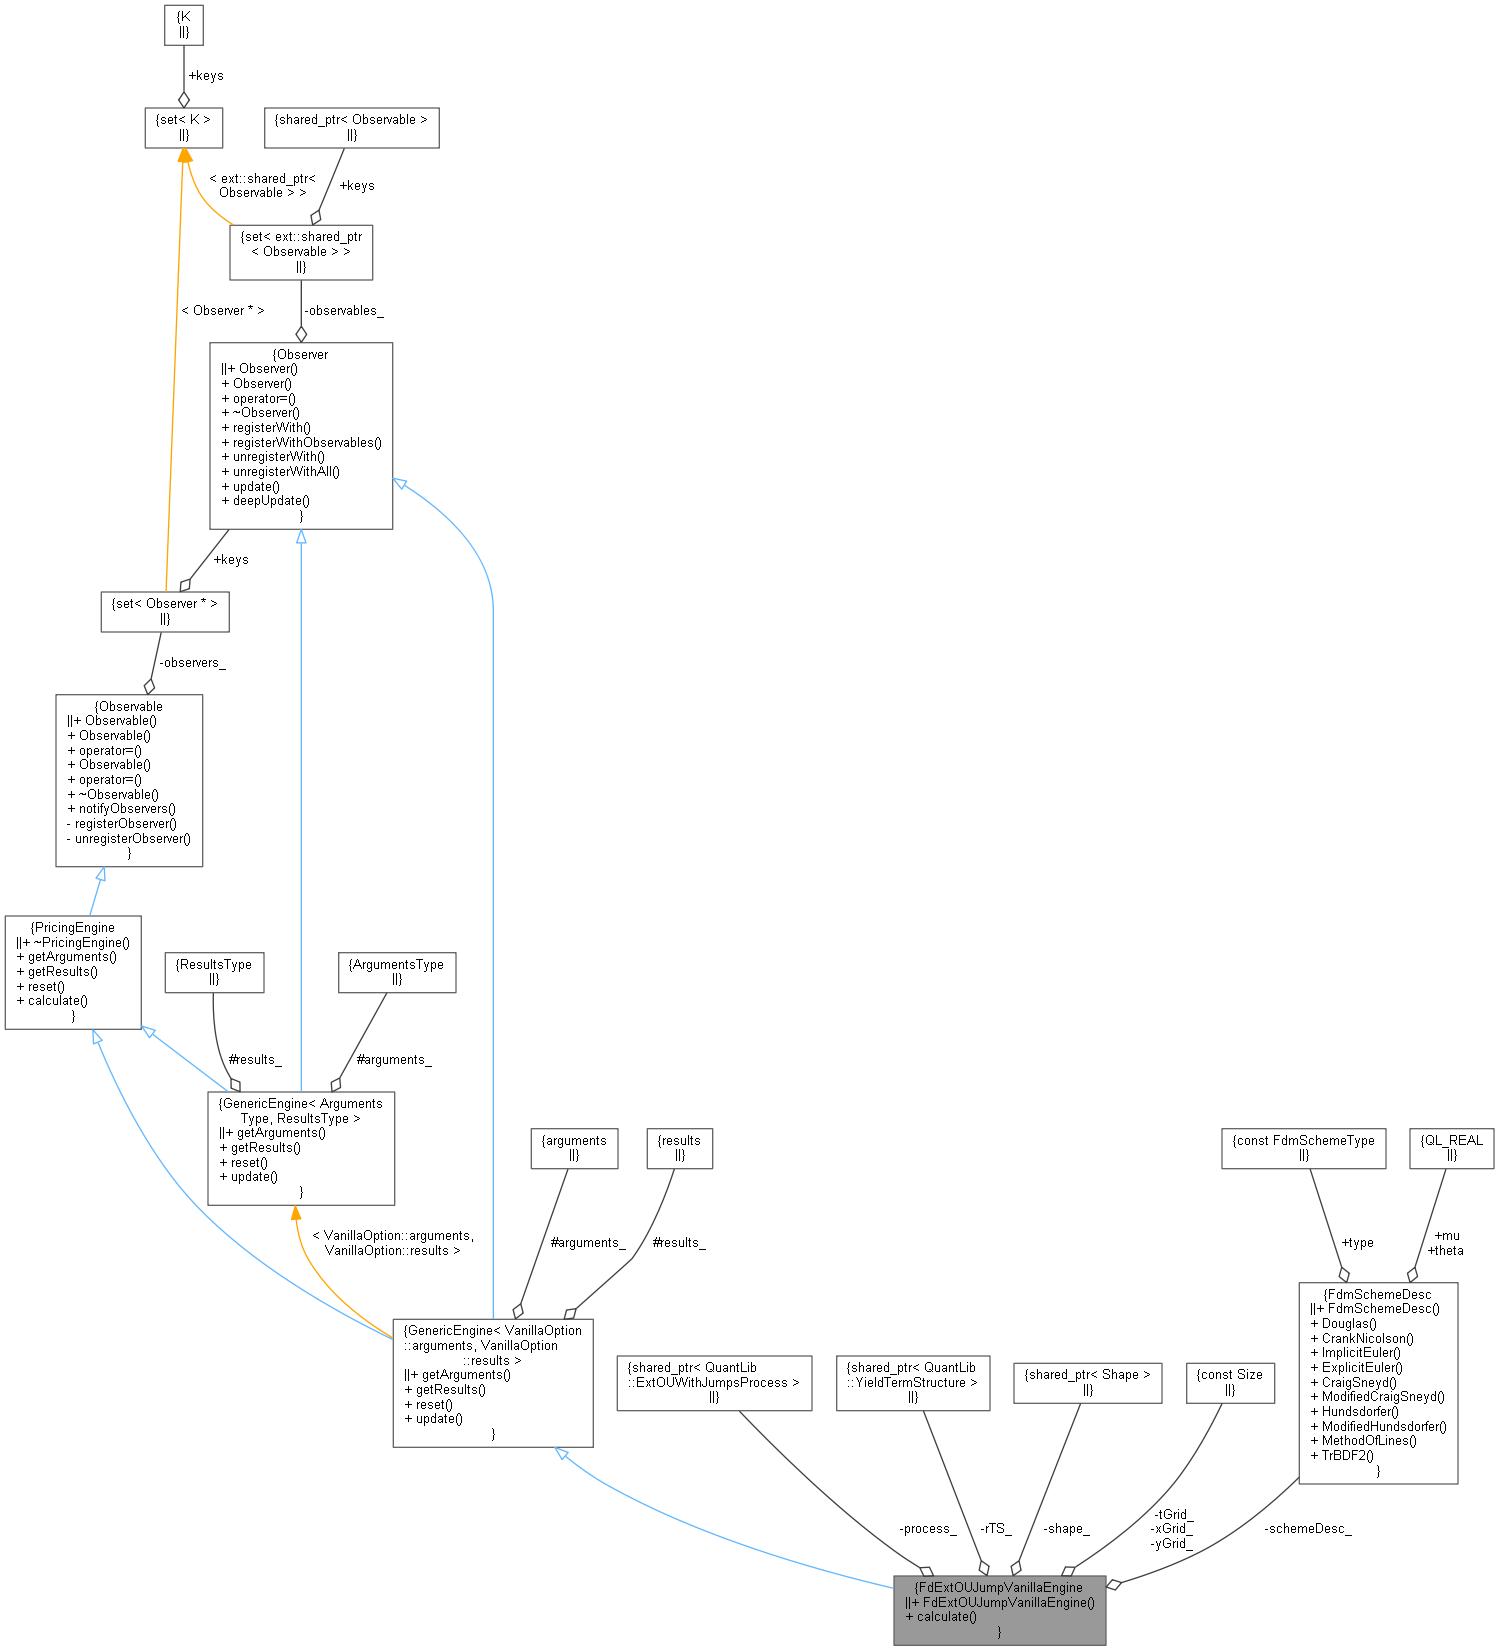 {K
||}
+keys
{set< K >
||}
{shared_ptr< Observable >
||}
< ext::shared_ptr<
Observable > >
+keys
{set< ext::shared_ptr
< Observable > >
||}
< Observer * >
-observables_
{Observer
||+ Observer()
+ Observer()
+ operator=()
+ ~Observer()
+ registerWith()
+ registerWithObservables()
+ unregisterWith()
+ unregisterWithAll()
+ update()
+ deepUpdate()
}
+keys
{set< Observer * >
||}
-observers_
{Observable
||+ Observable()
+ Observable()
+ operator=()
+ Observable()
+ operator=()
+ ~Observable()
+ notifyObservers()
- registerObserver()
- unregisterObserver()
}
{PricingEngine
||+ ~PricingEngine()
+ getArguments()
+ getResults()
+ reset()
+ calculate()
}
{ResultsType
||}
{ArgumentsType
||}
#results_
#arguments_
{GenericEngine< Arguments
Type, ResultsType >
||+ getArguments()
+ getResults()
+ reset()
+ update()
}
{arguments
||}
{results
||}
{const FdmSchemeType
||}
{QL_REAL
||}
< VanillaOption::arguments,
VanillaOption::results >
#arguments_
#results_
+type
+mu
+theta
{GenericEngine< VanillaOption
::arguments, VanillaOption
::results >
||+ getArguments()
+ getResults()
+ reset()
+ update()
}
{shared_ptr< QuantLib
::ExtOUWithJumpsProcess >
||}
{shared_ptr< QuantLib
::YieldTermStructure >
||}
{shared_ptr< Shape >
||}
{const Size
||}
{FdmSchemeDesc
||+ FdmSchemeDesc()
+ Douglas()
+ CrankNicolson()
+ ImplicitEuler()
+ ExplicitEuler()
+ CraigSneyd()
+ ModifiedCraigSneyd()
+ Hundsdorfer()
+ ModifiedHundsdorfer()
+ MethodOfLines()
+ TrBDF2()
}
-process_
-rTS_
-shape_
-tGrid_
-xGrid_
-yGrid_
-schemeDesc_
{FdExtOUJumpVanillaEngine
||+ FdExtOUJumpVanillaEngine()
+ calculate()
}